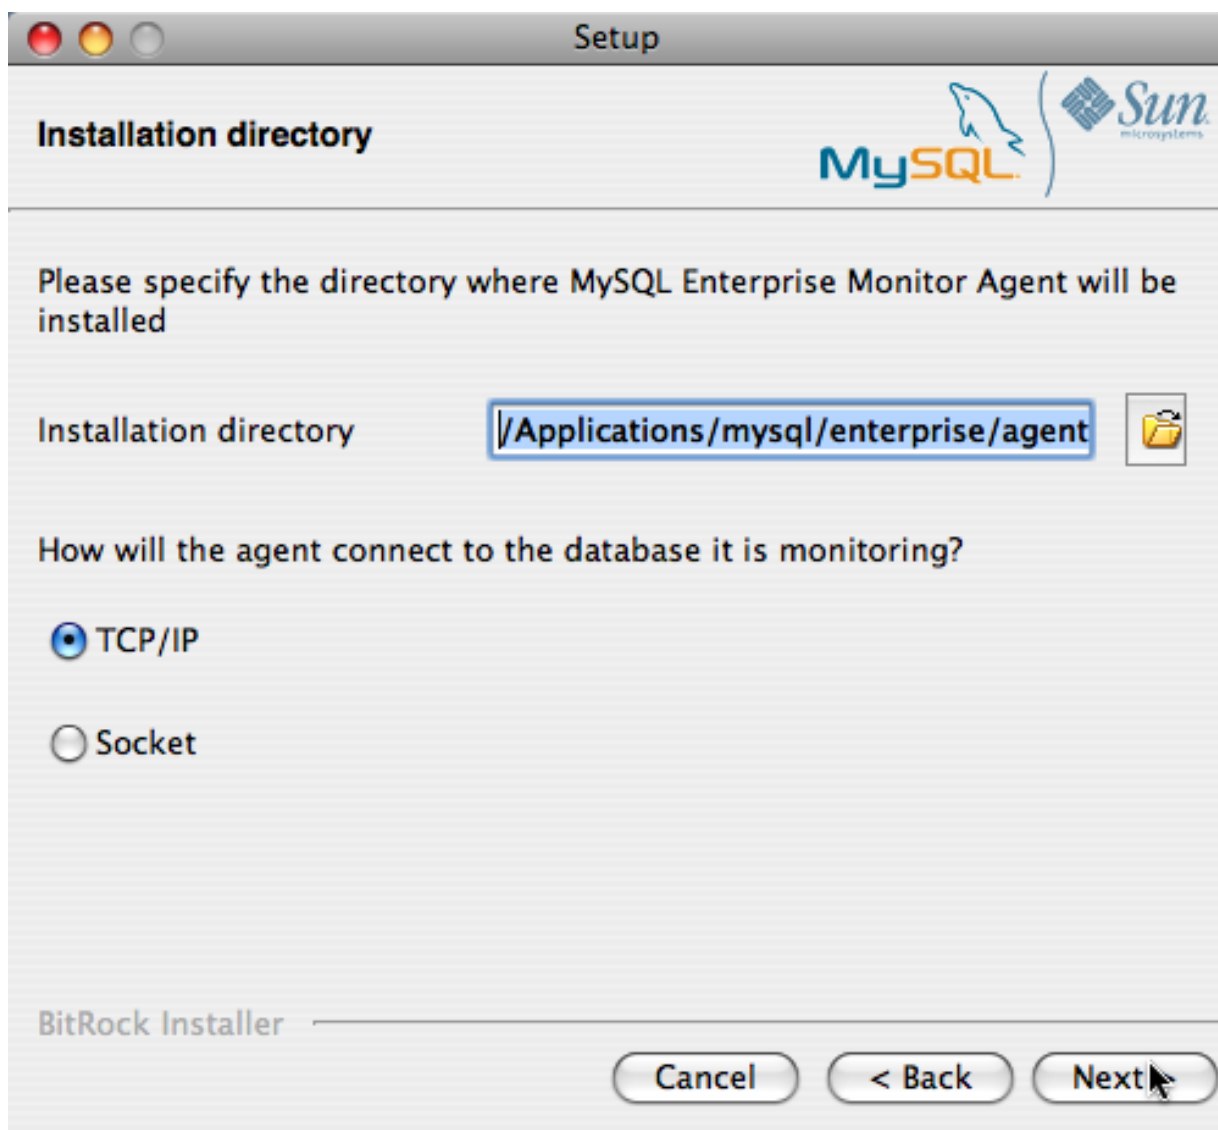 Setup
Installation directory
MySQL
Sun
microsystems
Please specify the directory where MySQL Enterprise Monitor Agent will be
installed
Installation directory
/Applications/mysql/enterprise/agent
How will the agent connect to the database it is monitoring?
TCP/IP
Socket
BitRock Installer
Cancel
< Back
Next >